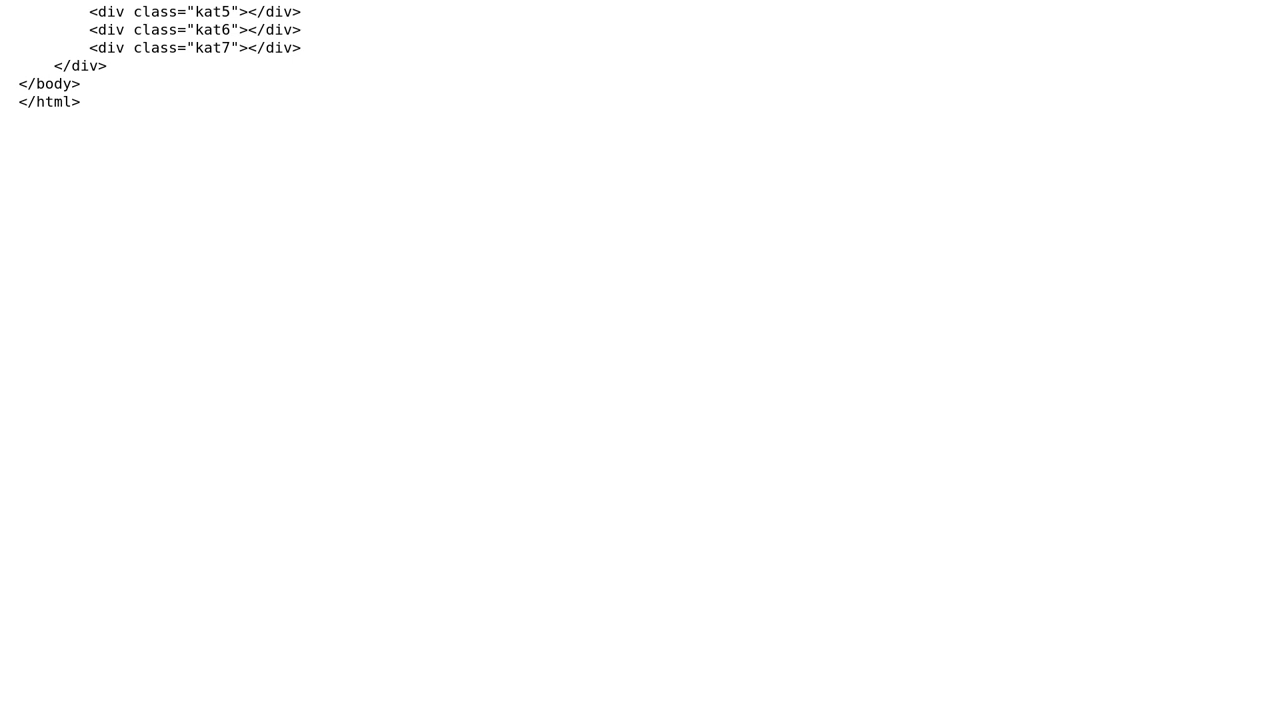 <div class="kat5"></div>
        <div class="kat6"></div>
        <div class="kat7"></div>
    </div>
</body>
</html>